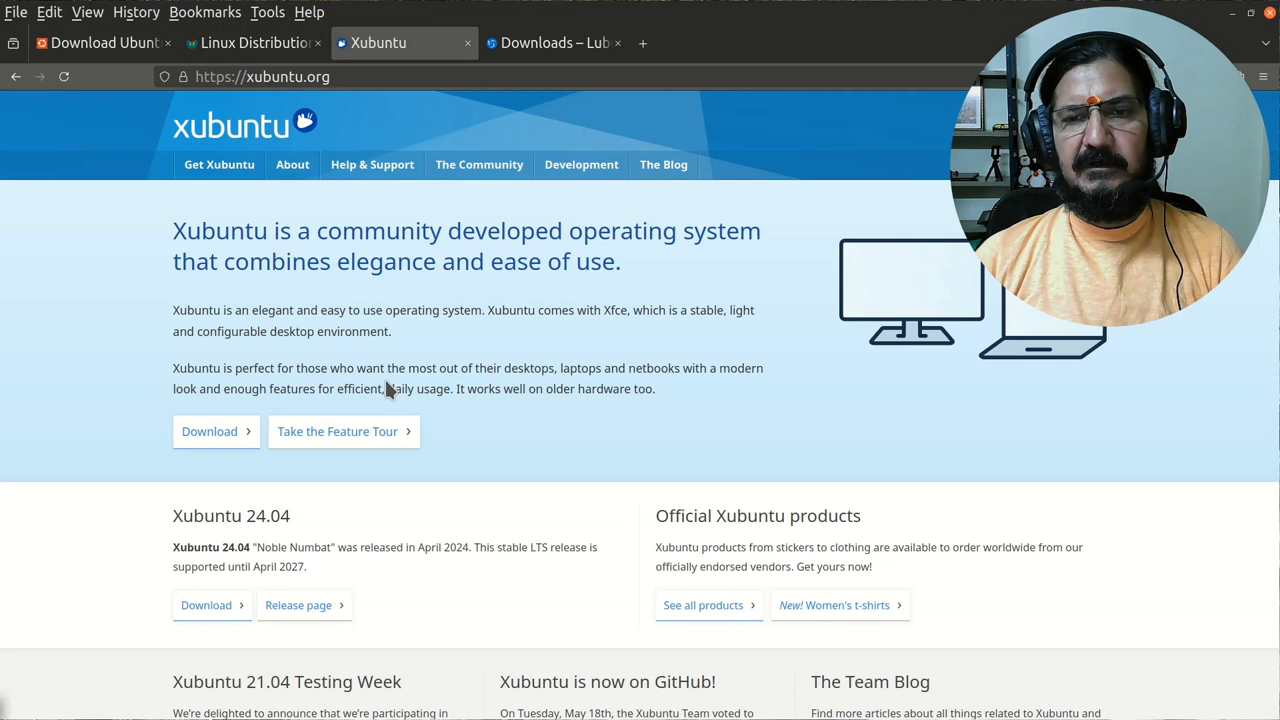 File Edit View History Bookmarks Tools Help
Download Ubunt × Linux Distribution × Xubuntu × Downloads – Lub × +
https://xubuntu.org
xubuntu
Get Xubuntu About Help & Support The Community Development The Blog
Xubuntu is a community developed operating system
that combines elegance and ease of use.
Xubuntu is an elegant and easy to use operating system. Xubuntu comes with Xfce, which is a stable, light
and configurable desktop environment.
Xubuntu is perfect for those who want the most out of their desktops, laptops and netbooks with a modern
look and enough features for efficient, daily usage. It works well on older hardware too.
Download › Take the Feature Tour ›
Xubuntu 24.04
Xubuntu 24.04 "Noble Numbat" was released in April 2024. This stable LTS release is
supported until April 2027.
Download › Release page ›
Official Xubuntu products
Xubuntu products from stickers to clothing are available to order worldwide from our
officially endorsed vendors. Get yours now!
See all products › New! Women's t-shirts ›
Xubuntu 21.04 Testing Week
We're delighted to announce that we're participating in
Xubuntu is now on GitHub!
On Tuesday, May 18th, the Xubuntu Team voted to
The Team Blog
Find more articles about all things related to Xubuntu and